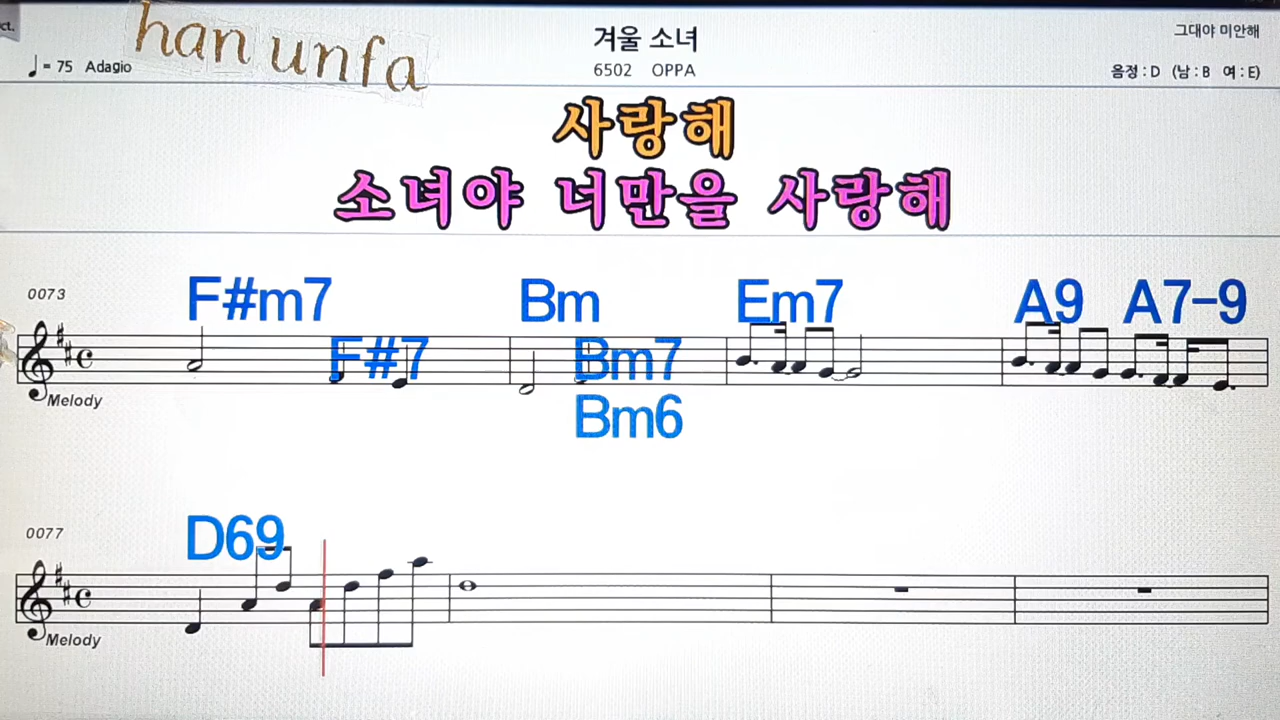 ct.
han unfa
♩= 75 Adagio
겨울 소녀
6502 OPPA
그대야 미안해
음정 : D (남 : B 여 : E)
사랑해
소녀야 너만을 사랑해
0073
F#m7 Bm Em7 A9 A7-9
F#7 Bm7
Bm6
Melody
0077
D69
Melody